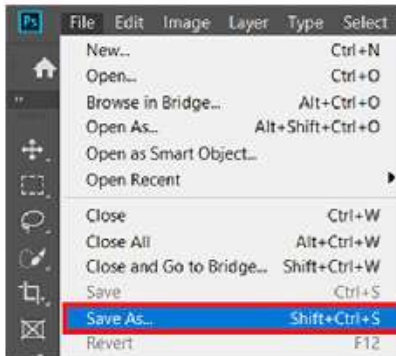 Ps File Edit Image Layer Type Select
New... Ctrl+N
Open... Ctrl+O
Browse in Bridge... Alt+Ctrl+O
Open As... Alt+Shift+Ctrl+O
Open as Smart Object...
Open Recent
Close Ctrl+W
Close All Alt+Ctrl+W
Close and Go to Bridge... Shift+Ctrl+W
Save Ctrl+S
Save As... Shift+Ctrl+S
Revert F12